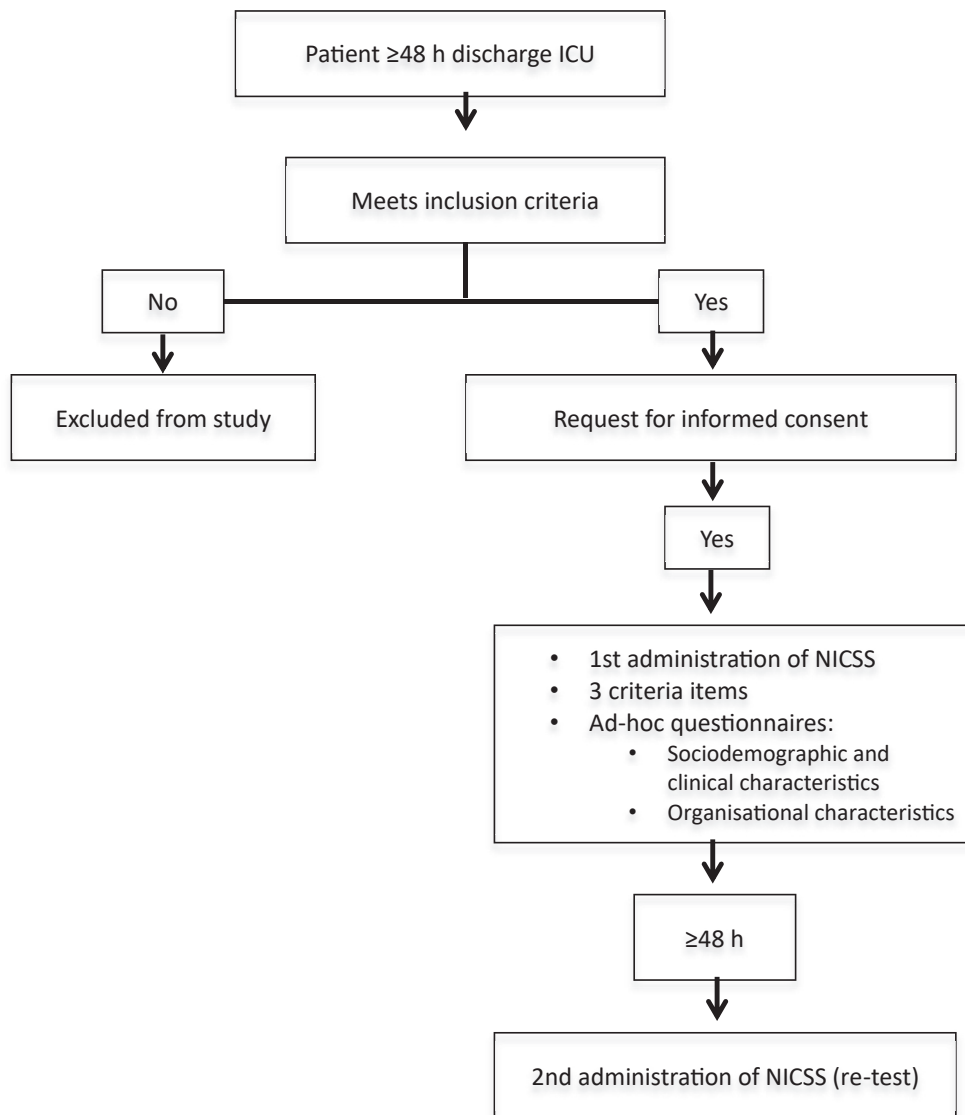 Patient ≥48 h discharge ICU
Meets inclusion criteria
No
Yes
Excluded from study
Request for informed consent
Yes
• 1st administration of NICSS
• 3 criteria items
• Ad-hoc questionnaires:
• Sociodemographic and
clinical characteristics
• Organisational characteristics
≥48 h
2nd administration of NICSS (re-test)